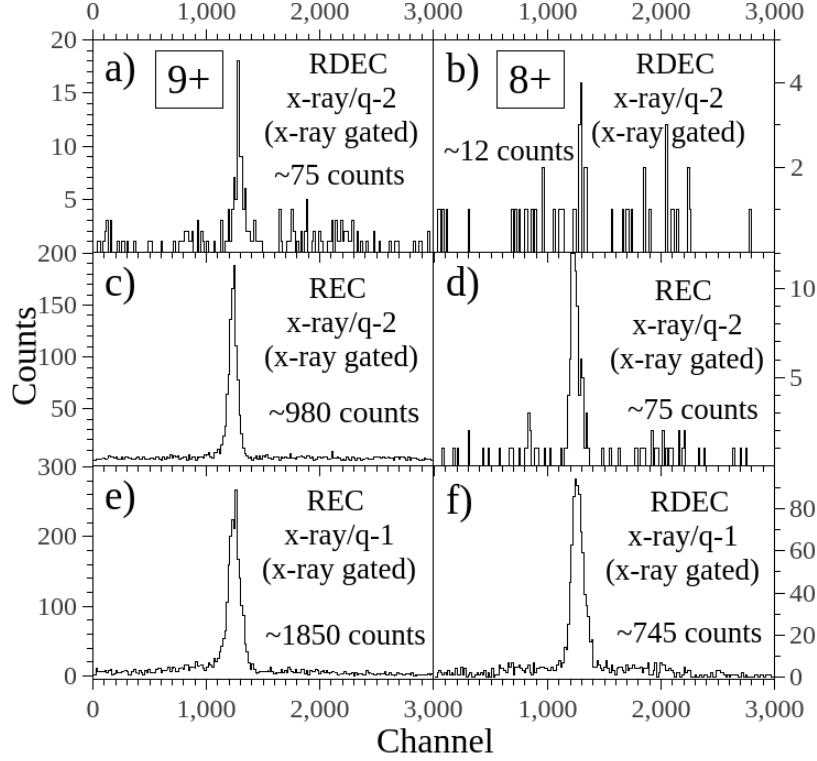 0 1,000 2,000 3,000 1,000 2,000 3,000
20
15
10
5
a) 9+ RDEC
x-ray/q-2
(x-ray gated)
~75 counts
b) 8+ RDEC
x-ray/q-2
(x-ray gated)
~12 counts
4
2
200
150
100
50
c) REC
x-ray/q-2
(x-ray gated)
~980 counts
d) REC
x-ray/q-2
(x-ray gated)
~75 counts
10
5
300
200
100
0
e) REC
x-ray/q-1
(x-ray gated)
~1850 counts
f) RDEC
x-ray/q-1
(x-ray gated)
~745 counts
80
60
40
20
0
Counts
0 1,000 2,000 3,000 1,000 2,000 3,000
Channel